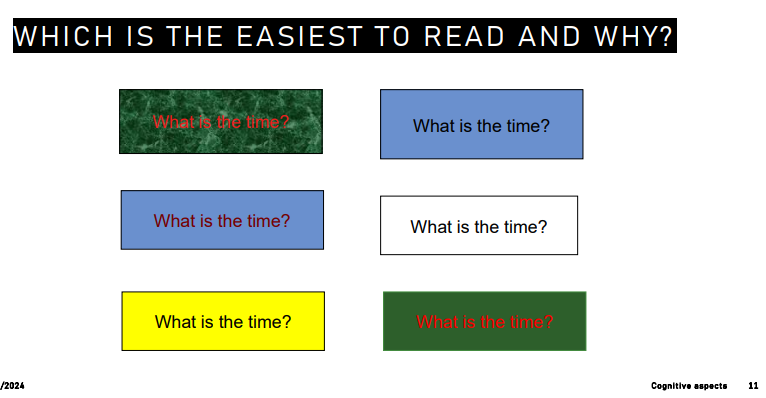 WHICH IS THE EASIEST TO READ AND WHY?
What is the time?
What is the time?
What is the time?
What is the time?
What is the time?
What is the time?
/2024
Cognitive aspects
11